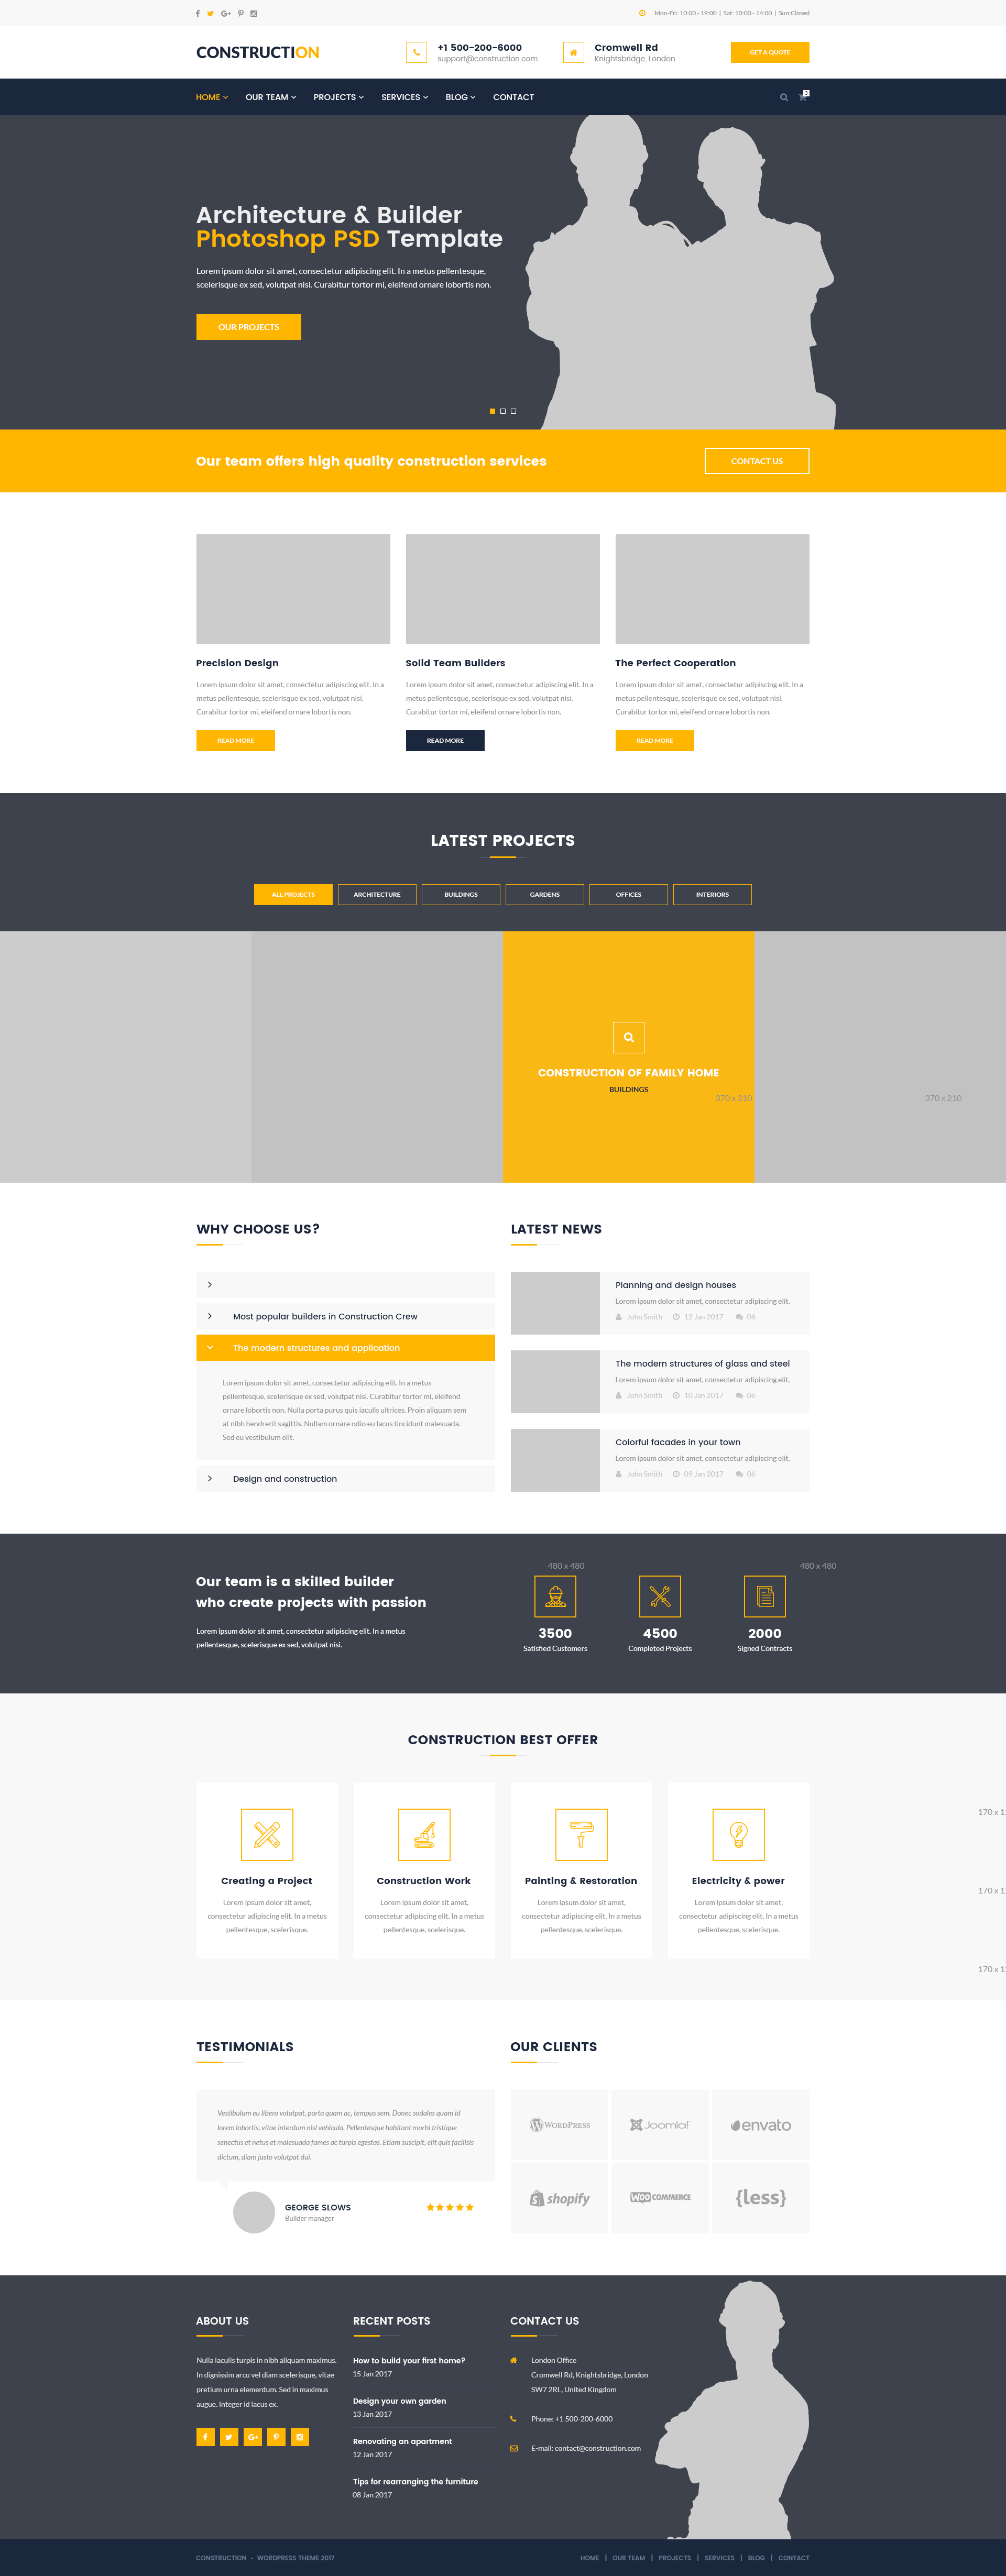 Mon-Fri: 10:00 - 19:00 | Sat: 10:00 - 14:00 | Sun:Closed
CONSTRUCTION
+1 500-200-6000
support@construction.com
Cromwell Rd
Knightsbridge, London
GET A QUOTE
HOME OUR TEAM PROJECTS SERVICES BLOG CONTACT
Architecture & Builder
Photoshop PSD Template
Lorem ipsum dolor sit amet, consectetur adipiscing elit. In a metus pellentesque,
scelerisque ex sed, volutpat nisi. Curabitur tortor mi, eleifend ornare lobortis non.
OUR PROJECTS
Our team offers high quality construction services
CONTACT US
Precision Design
Lorem ipsum dolor sit amet, consectetur adipiscing elit. In a
metus pellentesque, scelerisque ex sed, volutpat nisi.
Curabitur tortor mi, eleifend ornare lobortis non.
READ MORE
Solid Team Builders
Lorem ipsum dolor sit amet, consectetur adipiscing elit. In a
metus pellentesque, scelerisque ex sed, volutpat nisi.
Curabitur tortor mi, eleifend ornare lobortis non.
READ MORE
The Perfect Cooperation
Lorem ipsum dolor sit amet, consectetur adipiscing elit. In a
metus pellentesque, scelerisque ex sed, volutpat nisi.
Curabitur tortor mi, eleifend ornare lobortis non.
READ MORE
LATEST PROJECTS
ALL PROJECTS ARCHITECTURE BUILDINGS GARDENS OFFICES INTERIORS
CONSTRUCTION OF FAMILY HOME
BUILDINGS
370 x 210
370 x 210
WHY CHOOSE US?
Most popular builders in Construction Crew
The modern structures and application
Lorem ipsum dolor sit amet, consectetur adipiscing elit. In a metus
pellentesque, scelerisque ex sed, volutpat nisi. Curabitur tortor mi, eleifend
ornare lobortis non. Nulla porta purus quis iaculis ultrices. Proin aliquam sem
at nibh hendrerit sagittis. Nullam ornare odio eu lacus tincidunt malesuada.
Sed eu vestibulum elit.
Design and construction
LATEST NEWS
Planning and design houses
Lorem ipsum dolor sit amet, consectetur adipiscing elit.
John Smith 12 Jan 2017 06
The modern structures of glass and steel
Lorem ipsum dolor sit amet, consectetur adipiscing elit.
John Smith 10 Jan 2017 06
Colorful facades in your town
Lorem ipsum dolor sit amet, consectetur adipiscing elit.
John Smith 09 Jan 2017 06
480 x 480
480 x 480
Our team is a skilled builder
who create projects with passion
Lorem ipsum dolor sit amet, consectetur adipiscing elit. In a metus
pellentesque, scelerisque ex sed, volutpat nisi.
3500
Satisfied Customers
4500
Completed Projects
2000
Signed Contracts
CONSTRUCTION BEST OFFER
Creating a Project
Lorem ipsum dolor sit amet,
consectetur adipiscing elit. In a metus
pellentesque, scelerisque.
Construction Work
Lorem ipsum dolor sit amet,
consectetur adipiscing elit. In a metus
pellentesque, scelerisque.
Painting & Restoration
Lorem ipsum dolor sit amet,
consectetur adipiscing elit. In a metus
pellentesque, scelerisque.
Electricity & power
Lorem ipsum dolor sit amet,
consectetur adipiscing elit. In a metus
pellentesque, scelerisque.
170 x
170 x
170 x
TESTIMONIALS
Vestibulum eu libero volutpat, porta quam ac, tempus sem. Donec sodales quam id
lorem lobortis, vitae interdum nisl vehicula. Pellentesque habitant morbi tristique
senectus et netus et malesuada fames ac turpis egestas. Etiam suscipit, elit quis facilisis
dictum, diam justo volutpat dui.
GEORGE SLOWS
Builder manager
OUR CLIENTS
WORDPRESS
Joomla!
envato
shopify
WOOCOMMERCE
{less}
ABOUT US
Nulla iaculis turpis in nibh aliquam maximus.
In dignissim arcu vel diam scelerisque, vitae
pretium urna elementum. Sed in maximus
augue. Integer id lacus ex.
RECENT POSTS
How to build your first home?
15 Jan 2017
Design your own garden
13 Jan 2017
Renovating an apartment
12 Jan 2017
Tips for rearranging the furniture
08 Jan 2017
CONTACT US
London Office
Cromwell Rd, Knightsbridge, London
SW7 2RL, United Kingdom
Phone: +1 500-200-6000
E-mail: contact@construction.com
CONSTRUCTION - WORDPRESS THEME 2017
HOME | OUR TEAM | PROJECTS | SERVICES | BLOG | CONTACT